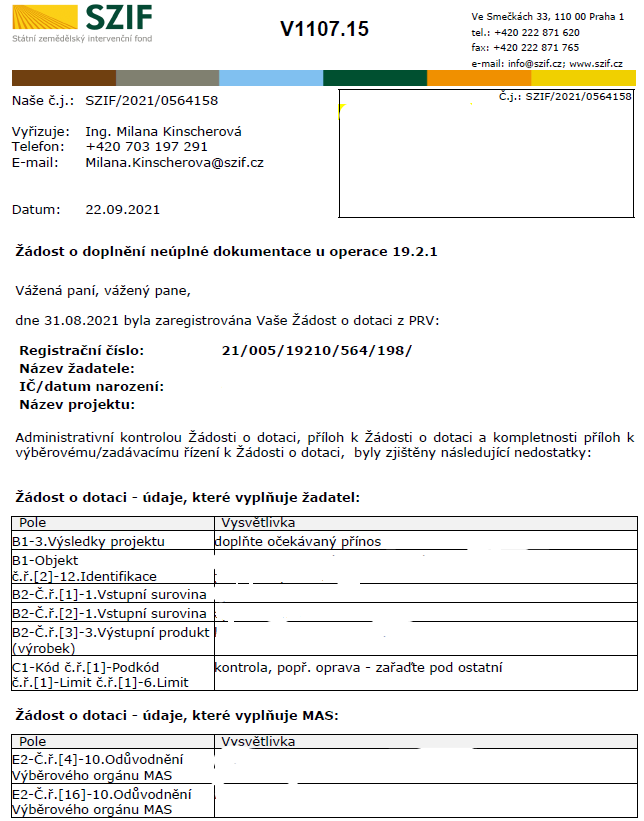 SZIF
Státní zemědělský intervenční fond
V1107.15
Ve Smečkách 33, 110 00 Praha 1
tel.: +420 222 871 620
fax: +420 222 871 765
e-mail: info@szif.cz; www.szif.cz
Naše č.j.: SZIF/2021/0564158
Č.j.: SZIF/2021/0564158
Vyřizuje: Ing. Milana Kinscherová
Telefon: +420 703 197 291
E-mail: Milana.Kinscherova@szif.cz
Datum: 22.09.2021
Žádost o doplnění neúplné dokumentace u operace 19.2.1
Vážená paní, vážený pane,
dne 31.08.2021 byla zaregistrována Vaše Žádost o dotaci z PRV:
Registrační číslo: 21/005/19210/564/198/
Název žadatele:
IČ/datum narození:
Název projektu:
Administrativní kontrolou Žádosti o dotaci, příloh k Žádosti o dotaci a kompletnosti příloh k
výběrovému/zadávacímu řízení k Žádosti o dotaci, byly zjištěny následující nedostatky:
Žádost o dotaci - údaje, které vyplňuje žadatel:
Pole Vysvětlivka
B1-3.Výsledky projektu doplňte očekávaný přínos
B1-Objekt
č.ř.[2]-12.Identifikace
B2-Č.ř.[1]-1.Vstupní surovina
B2-Č.ř.[2]-1.Vstupní surovina
B2-Č.ř.[3]-3.Výstupní produkt
(výrobek)
C1-Kód č.ř.[1]-Podkód kontrola, popř. oprava - zařaďte pod ostatní
č.ř.[1]-Limit č.ř.[1]-6.Limit
Žádost o dotaci - údaje, které vyplňuje MAS:
Pole Vysvětlivka
E2-Č.ř.[4]-10.Odůvodnění
Výběrového orgánu MAS
E2-Č.ř.[16]-10.Odůvodnění
Výběrového orgánu MAS